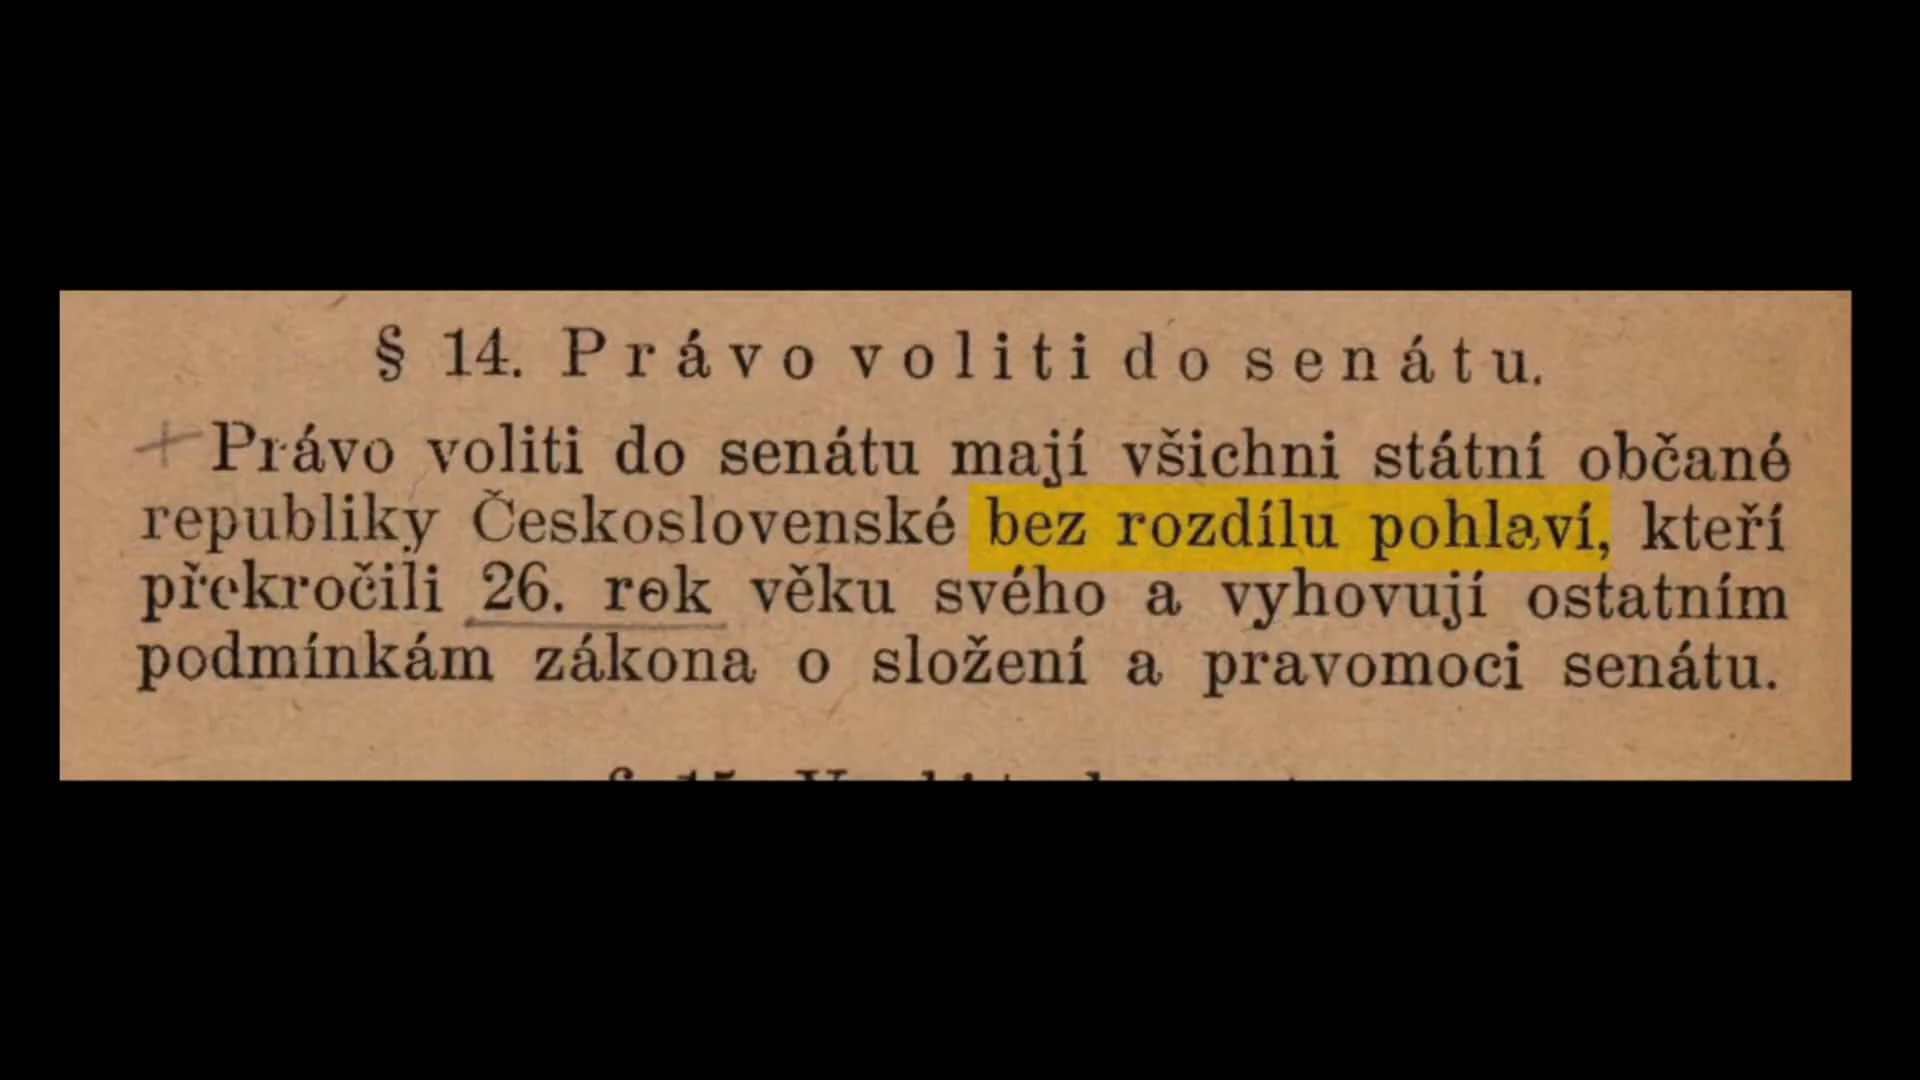 § 14. Právo voliti do senátu.
Právo voliti do senátu mají všichni státní občané
republiky Československé bez rozdílu pohlaví, kteří
překročili 26. rok věku svého a vyhovují ostatním
podmínkám zákona o složení a pravomoci senátu.